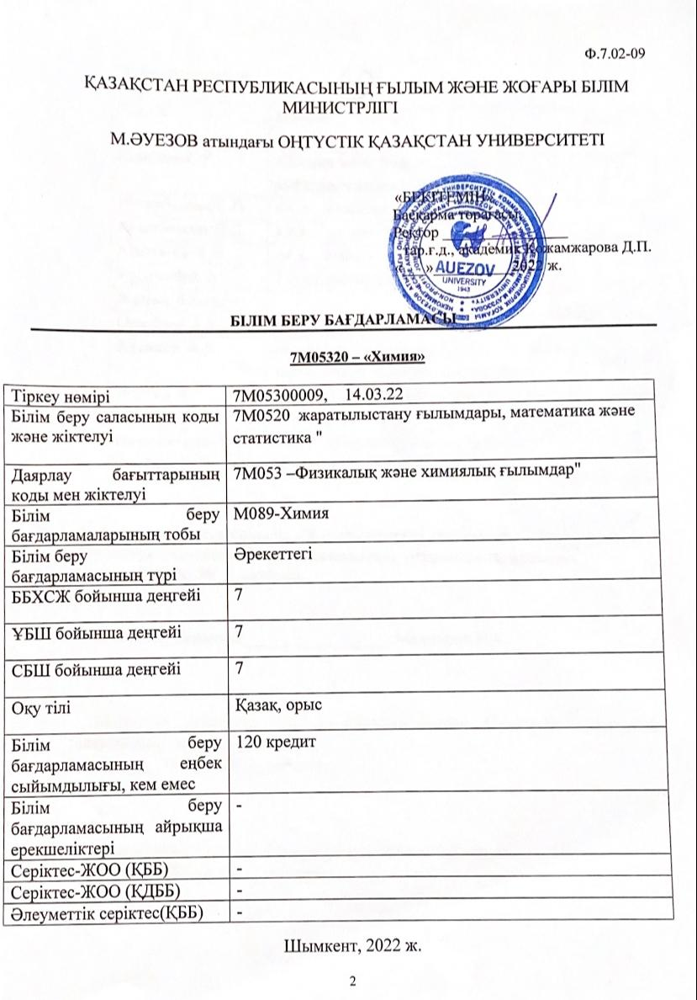 Ф.7.02-09
ҚАЗАҚСТАН РЕСПУБЛИКАСЫНЫҢ ҒЫЛЫМ ЖӘНЕ ЖОҒАРЫ БІЛІМ
МИНИСТРЛІГІ
М.ӘУЕЗОВ атындағы ОҢТҮСТІК ҚАЗАҚСТАН УНИВЕРСИТЕТІ
«БЕКІТЕМІН»
Басқарма төрағасы
Ректор
тар.ғ.д., академик Қожамжарова Д.П.
« » 2022 ж.
AUEZOV
UNIVERSITY
1943
БІЛІМ БЕРУ БАҒДАРЛАМАСЫ
7М05320 – «Химия»
Тіркеу нөмірі 7М05300009, 14.03.22
Білім беру саласының коды 7М0520 жаратылыстану ғылымдары, математика және
және жіктелуі статистика "
Даярлау бағыттарының 7М053 –Физикалық және химиялық ғылымдар"
коды мен жіктелуі
Білім беру М089-Химия
бағдарламаларының тобы
Білім беру Әрекеттегі
бағдарламасының түрі
ББХСЖ бойынша деңгейі 7
ҰБШ бойынша деңгейі 7
СБШ бойынша деңгейі 7
Оқу тілі Қазақ, орыс
Білім беру 120 кредит
бағдарламасының еңбек
сыйымдылығы, кем емес
Білім беру -
бағдарламасының айрықша
ерекшеліктері
Серіктес-ЖОО (ҚББ) -
Серіктес-ЖОО (ҚДББ) -
Әлеуметтік серіктес(ҚББ) -
Шымкент, 2022 ж.
2